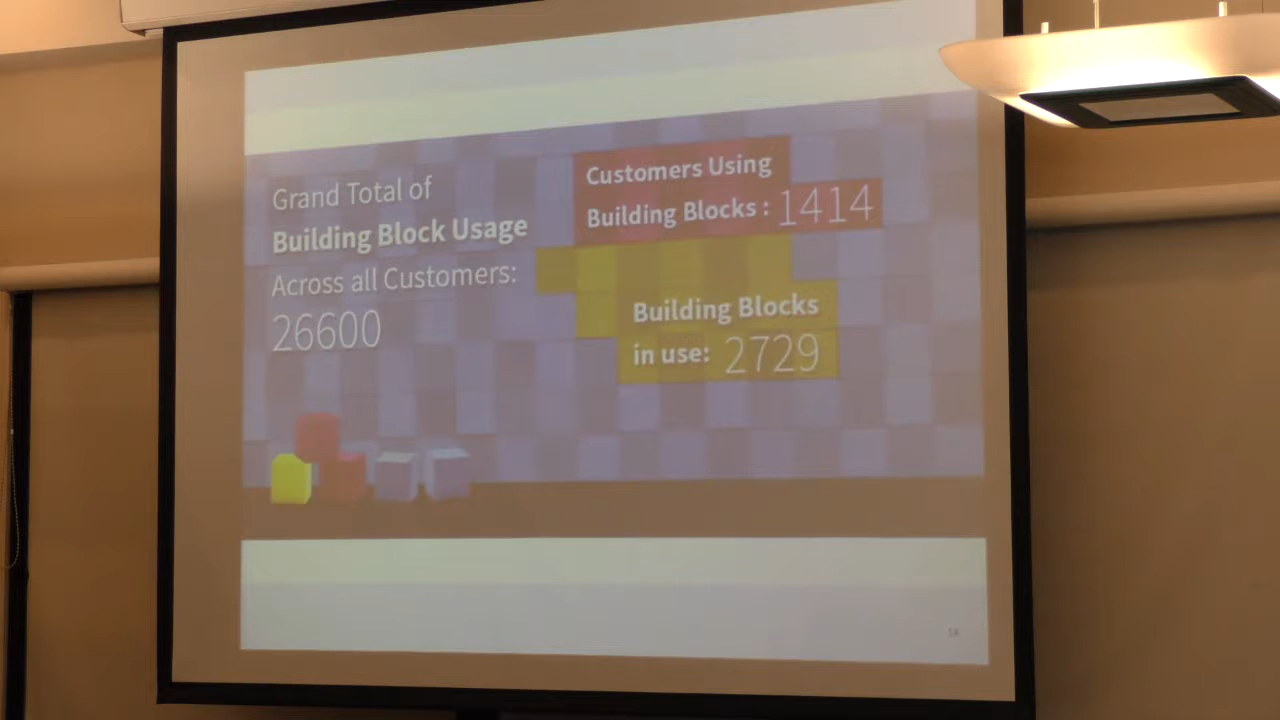 Grand Total of
Building Block Usage
Across all Customers:
26600
Customers Using
Building Blocks : 1414
Building Blocks
in use: 2729